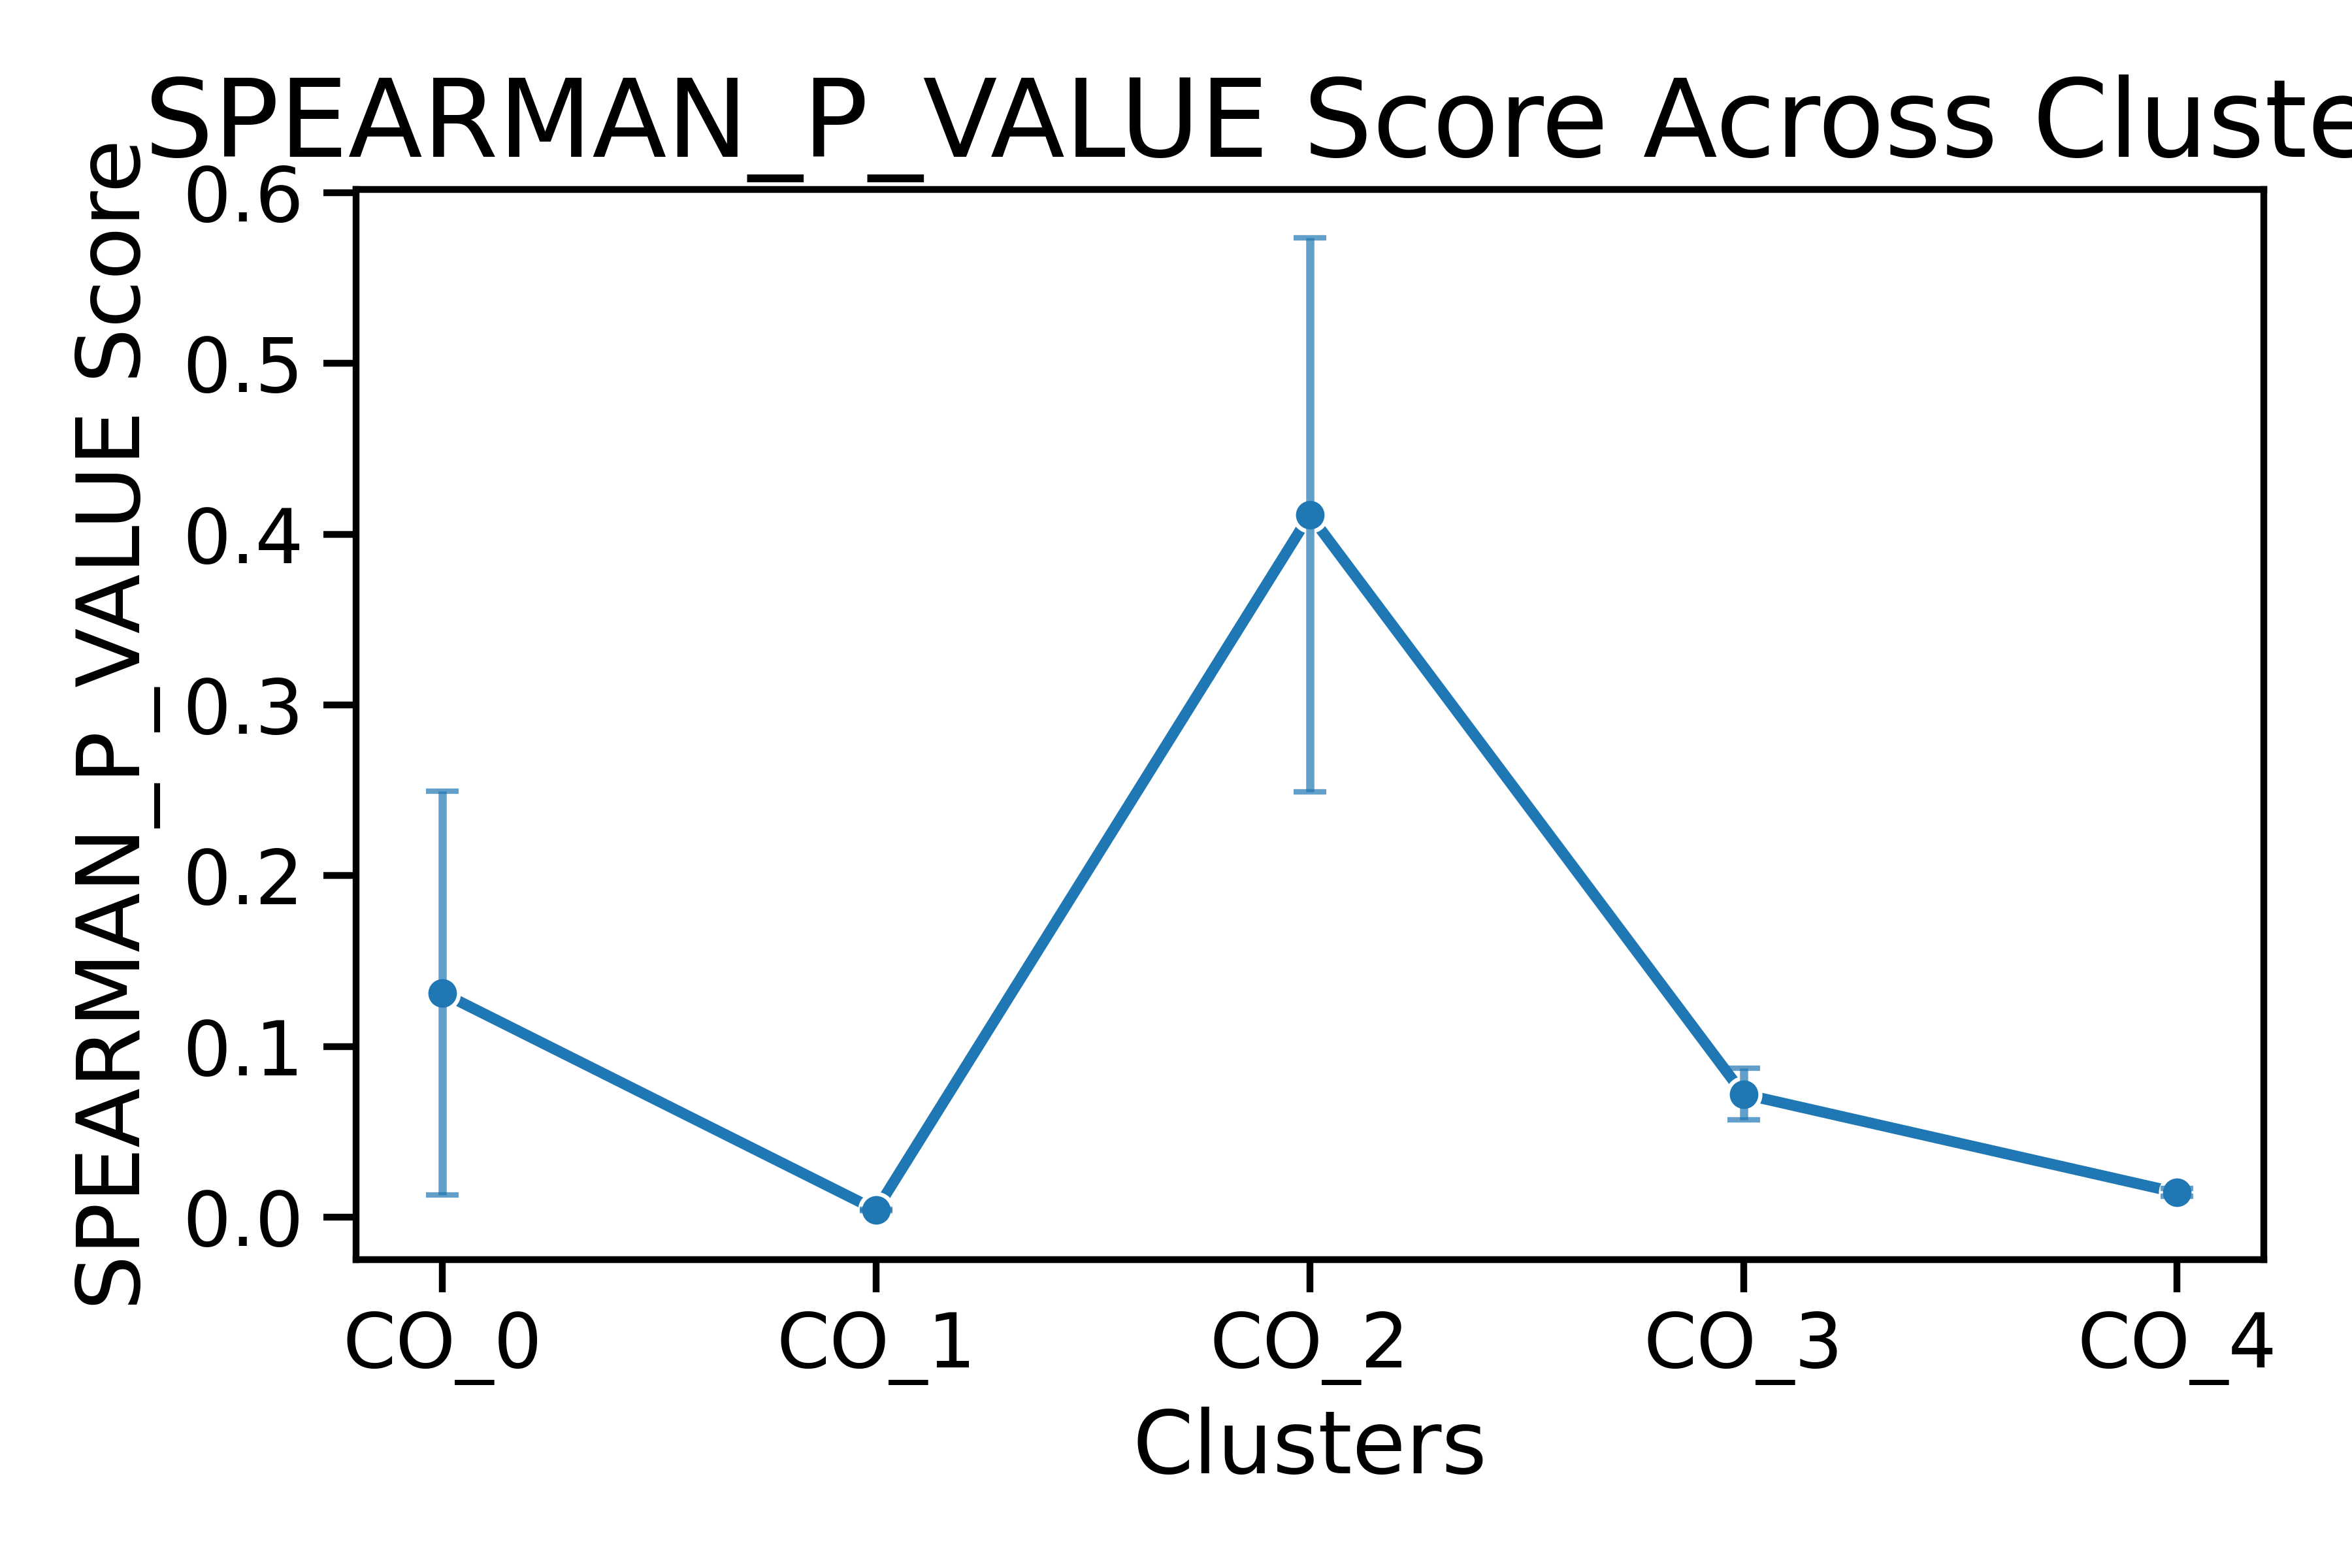 SPEARMAN_P_VALUE Score Across Cluste
SPEARMAN_P_VALUE Score
0.6
0.5
0.4
0.3
0.2
0.1
0.0
CO_0 CO_1 CO_2 CO_3 CO_4
Clusters